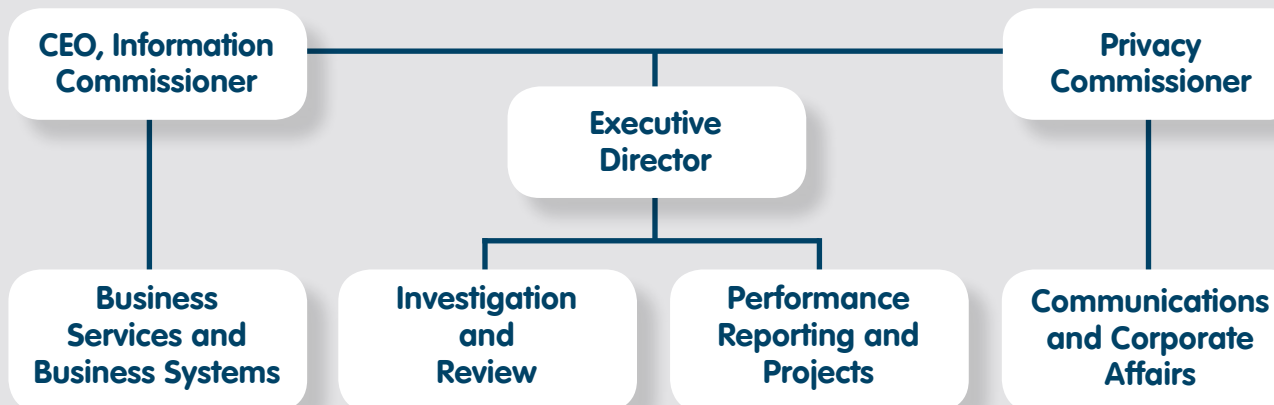 CEO, Information
Commissioner
Privacy
Commissioner
Executive
Director
Business
Services and
Business Systems
Investigation
and
Review
Performance
Reporting and
Projects
Communications
and Corporate
Affairs